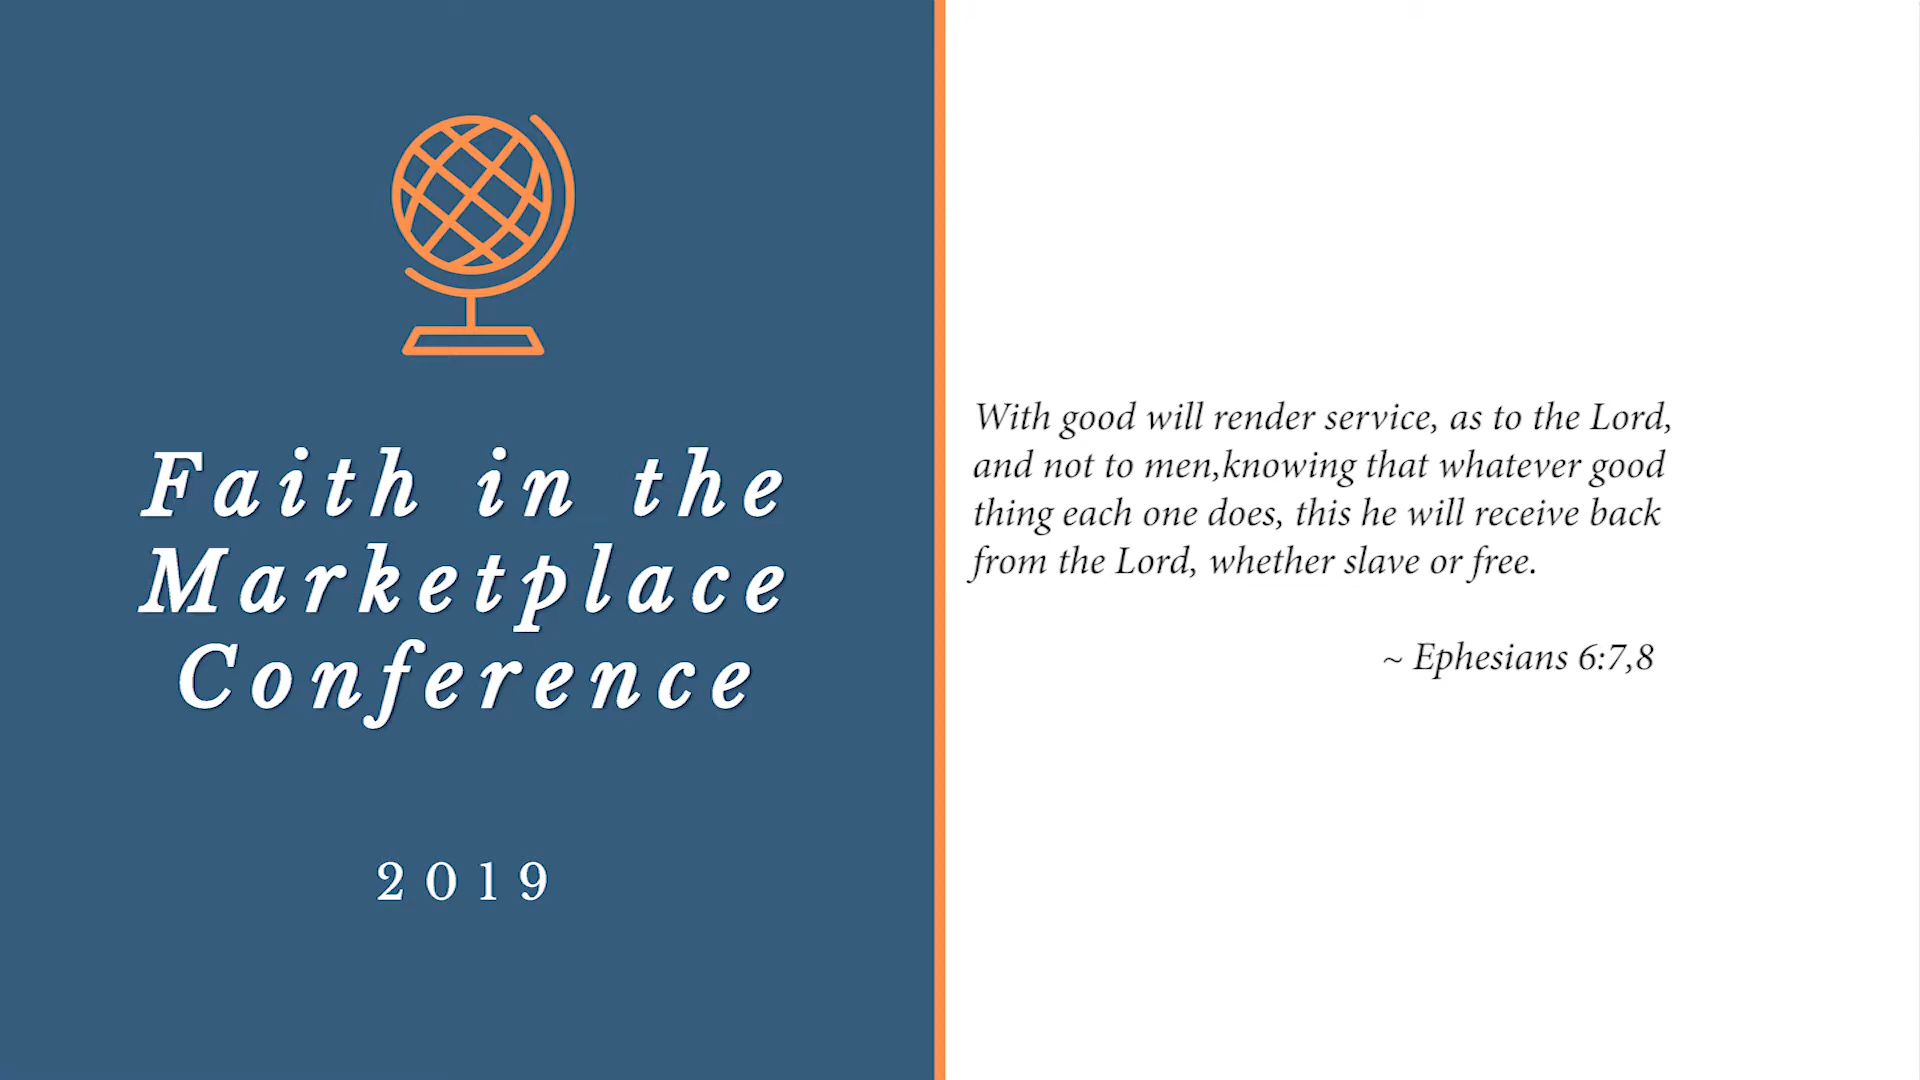 Faith in the
Marketplace
Conference
2019
With good will render service, as to the Lord,
and not to men,knowing that whatever good
thing each one does, this he will receive back
from the Lord, whether slave or free.
~ Ephesians 6:7,8